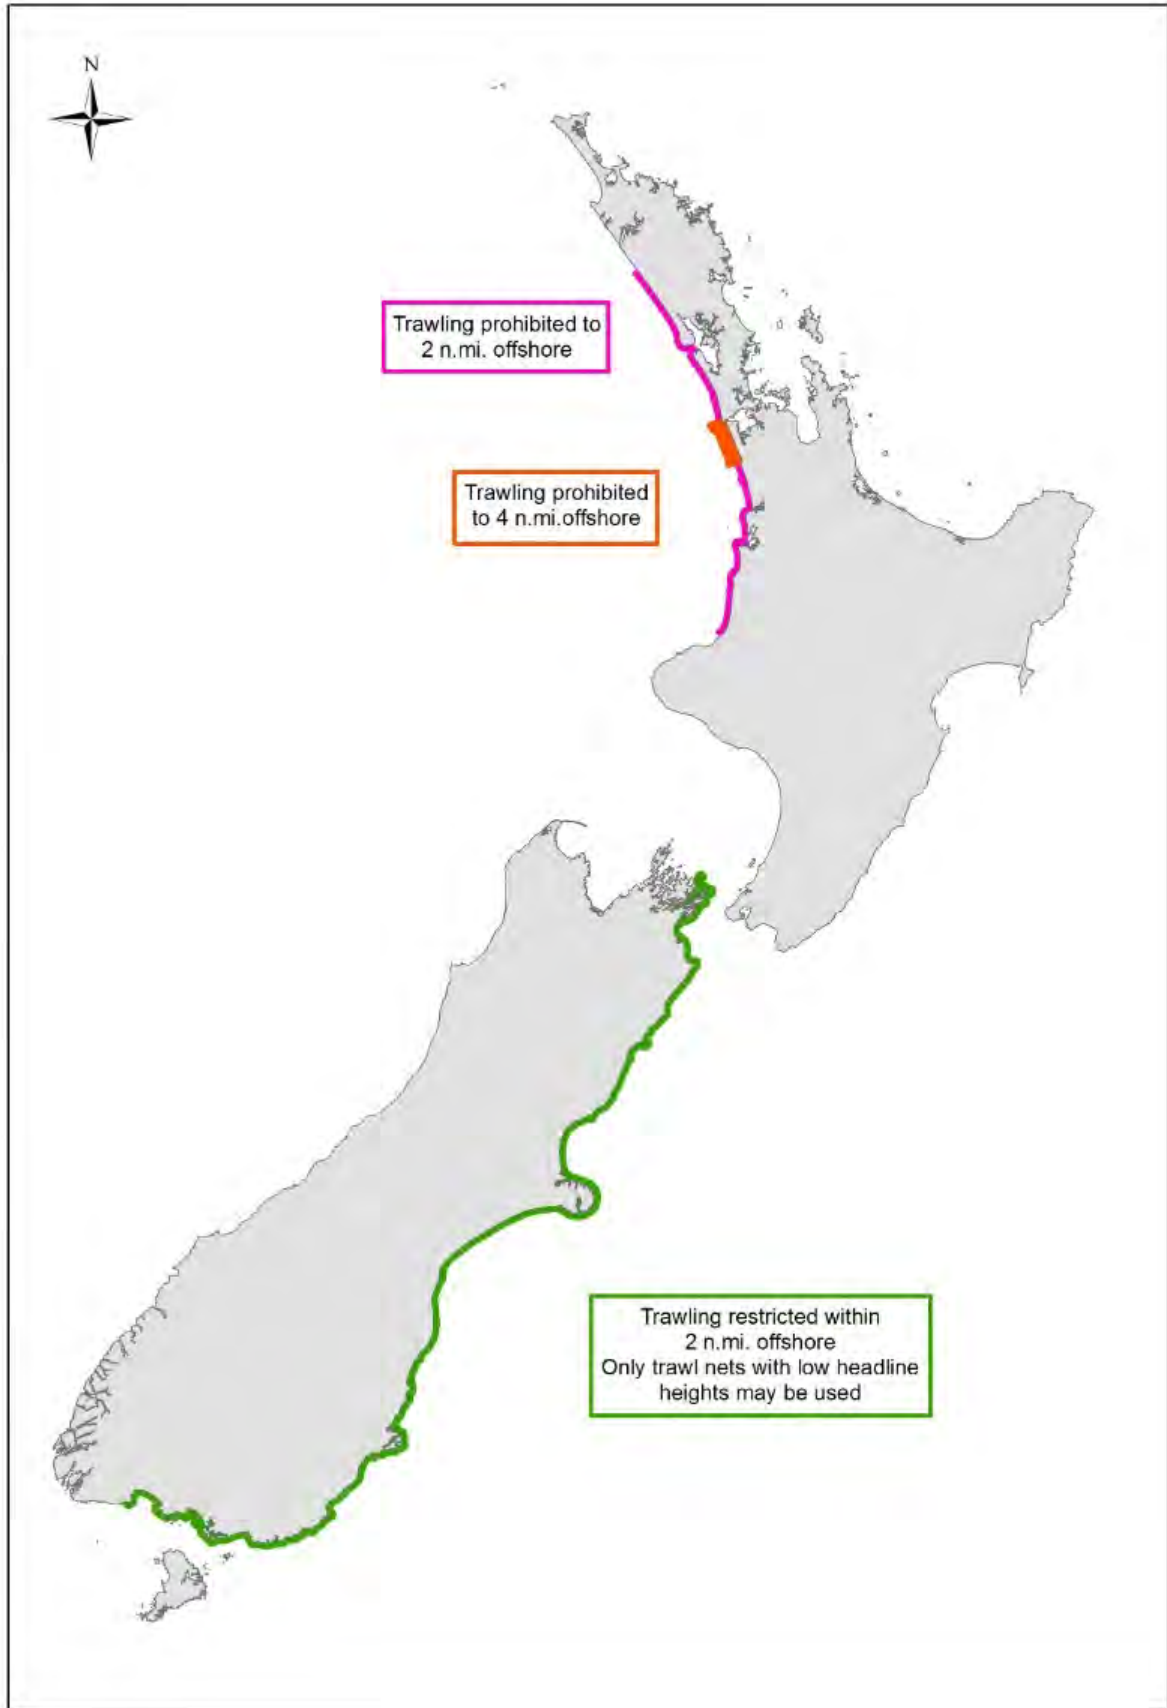 N
Trawling prohibited to
2 n.mi. offshore
Trawling prohibited
to 4 n.mi.offshore
Trawling restricted within
2 n.mi. offshore
Only trawl nets with low headline
heights may be used